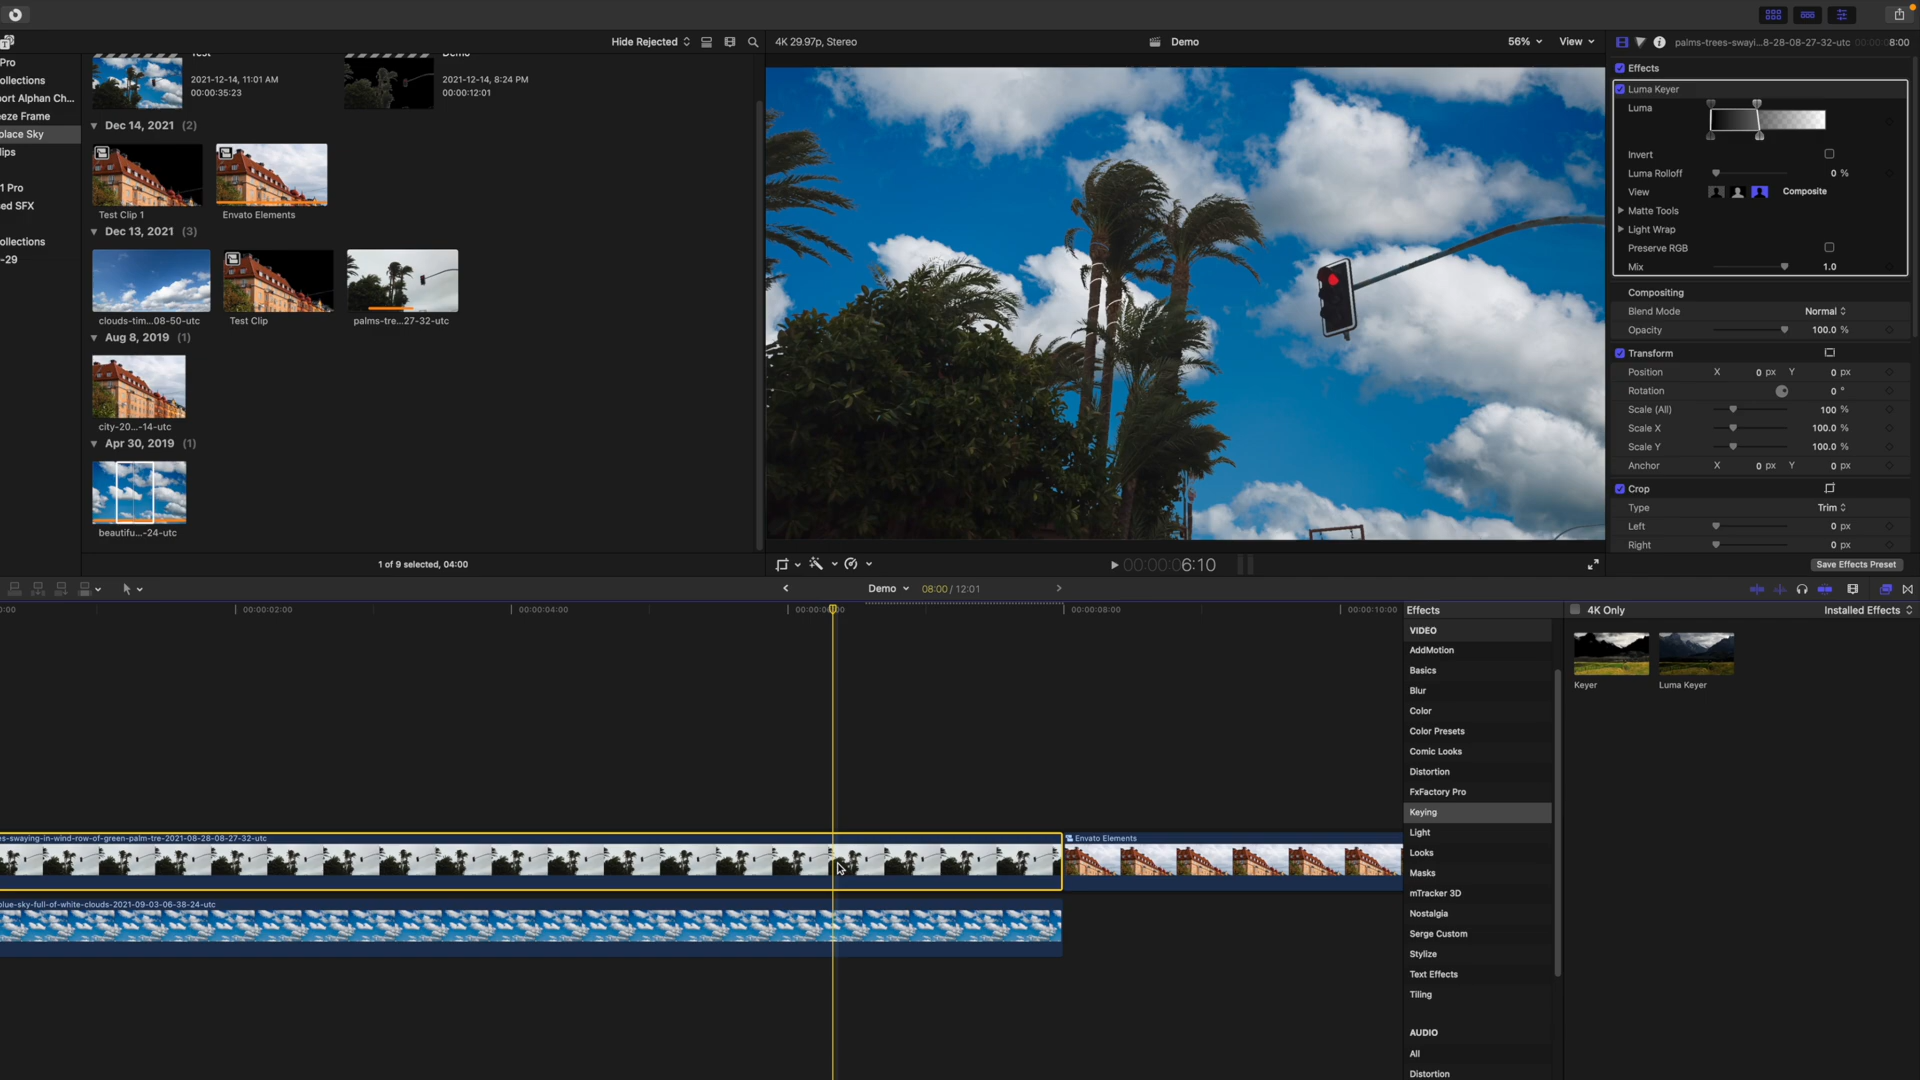 Hide Rejected
4K 29.97p, Stereo
Demo
56%
View
palms-trees-swayi...8-28-08-27-32-utc
00:00:08:00
Pro
ollections
ort Alphan Ch...
eeze Frame
place Sky
lips
1 Pro
ed SFX
ollections
-29
2021-12-14, 11:01 AM
00:00:35:23
2021-12-14, 8:24 PM
00:00:12:01
Dec 14, 2021 (2)
Test Clip 1
Envato Elements
Dec 13, 2021 (3)
clouds-tim...08-50-utc
Test Clip
palms-tre...27-32-utc
Aug 8, 2019 (1)
city-20...-14-utc
Apr 30, 2019 (1)
beautifu...-24-utc
1 of 9 selected, 04:00
00:00:06:10
Effects
Luma Keyer
Luma
Invert
Luma Rolloff 0 %
View Composite
Matte Tools
Light Wrap
Preserve RGB
Mix 1.0
Compositing
Blend Mode Normal
Opacity 100.0 %
Transform
Position X 0 px Y 0 px
Rotation 0 °
Scale (All) 100 %
Scale X 100.0 %
Scale Y 100.0 %
Anchor X 0 px Y 0 px
Crop
Type Trim
Left 0 px
Right 0 px
Save Effects Preset
Demo
08:00 / 12:01
0:00
00:00:02:00
00:00:04:00
00:00:08:00
00:00:10:00
s-swaying-in-wind-row-of-green-palm-tre-2021-08-28-08-27-32-utc
Envato Elements
lue-sky-full-of-white-clouds-2021-09-03-06-38-24-utc
Effects
4K Only
Installed Effects
VIDEO
AddMotion
Basics
Blur
Color
Color Presets
Comic Looks
Distortion
FxFactory Pro
Keying
Light
Looks
Masks
mTracker 3D
Nostalgia
Serge Custom
Stylize
Text Effects
Tiling
AUDIO
All
Distortion
Keyer
Luma Keyer